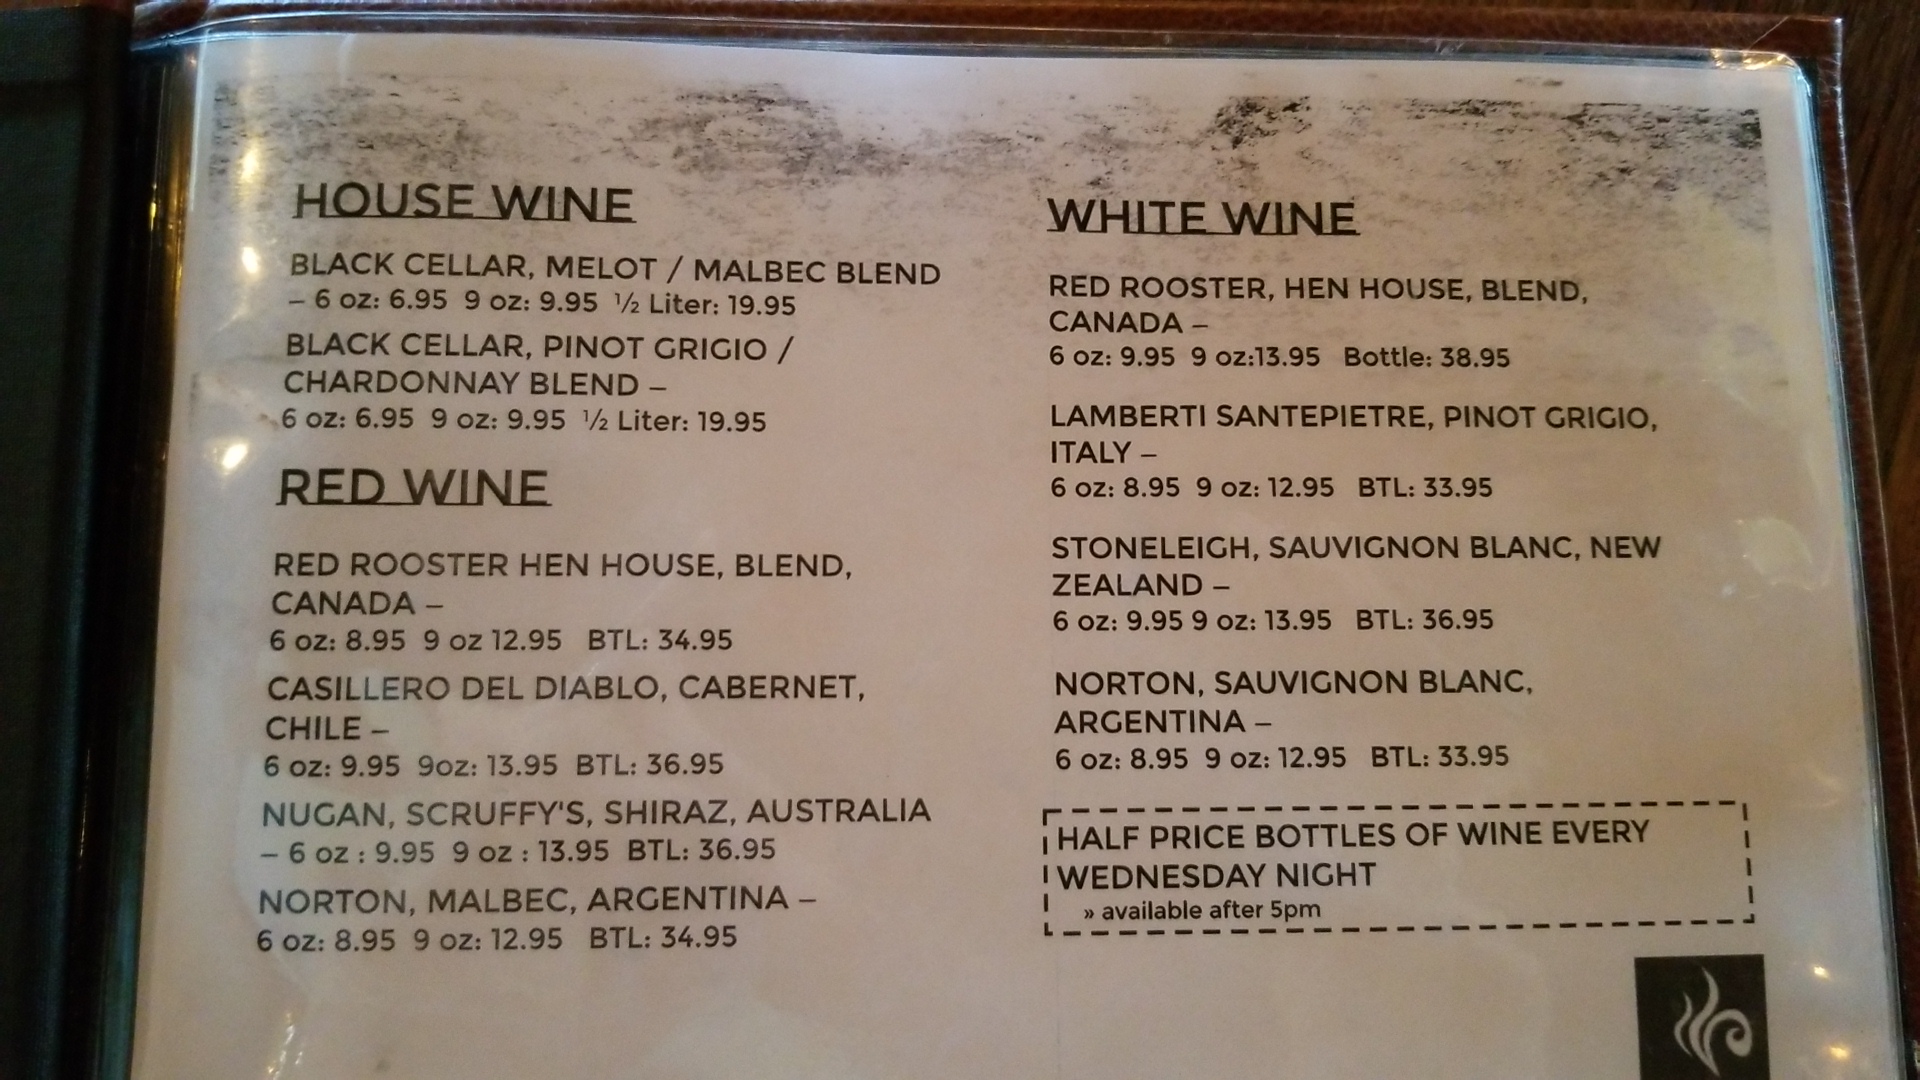 HOUSE WINE
BLACK CELLAR, MELOT / MALBEC BLEND
– 6 oz: 6.95 9 oz: 9.95 ½ Liter: 19.95
BLACK CELLAR, PINOT GRIGIO /
CHARDONNAY BLEND –
6 oz: 6.95 9 oz: 9.95 ½ Liter: 19.95
RED WINE
RED ROOSTER HEN HOUSE, BLEND,
CANADA –
6 oz: 8.95 9 oz 12.95 BTL: 34.95
CASILLERO DEL DIABLO, CABERNET,
CHILE –
6 oz: 9.95 9oz: 13.95 BTL: 36.95
NUGAN, SCRUFFY'S, SHIRAZ, AUSTRALIA
– 6 oz : 9.95 9 oz : 13.95 BTL: 36.95
NORTON, MALBEC, ARGENTINA –
6 oz: 8.95 9 oz: 12.95 BTL: 34.95
WHITE WINE
RED ROOSTER, HEN HOUSE, BLEND,
CANADA –
6 oz: 9.95 9 oz:13.95 Bottle: 38.95
LAMBERTI SANTEPIETRE, PINOT GRIGIO,
ITALY –
6 oz: 8.95 9 oz: 12.95 BTL: 33.95
STONELEIGH, SAUVIGNON BLANC, NEW
ZEALAND –
6 oz: 9.95 9 oz: 13.95 BTL: 36.95
NORTON, SAUVIGNON BLANC,
ARGENTINA –
6 oz: 8.95 9 oz: 12.95 BTL: 33.95
HALF PRICE BOTTLES OF WINE EVERY
WEDNESDAY NIGHT
» available after 5pm